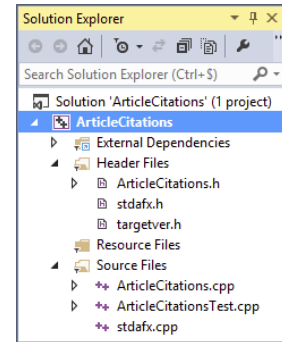 Solution Explorer
Search Solution Explorer (Ctrl+$)
Solution 'ArticleCitations' (1 project)
ArticleCitations
External Dependencies
Header Files
ArticleCitations.h
stdafx.h
targetver.h
Resource Files
Source Files
ArticleCitations.cpp
ArticleCitationsTest.cpp
stdafx.cpp